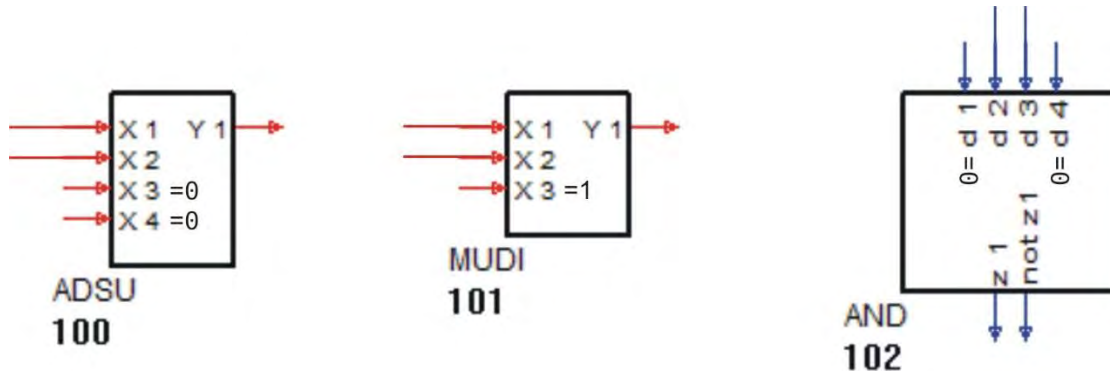 X 1 Y 1
X 2
X 3 =0
X 4 =0
ADSU
100
X 1 Y 1
X 2
X 3 =1
MUDI
101
0= d 1
d 2
d 3
0= d 4
z 1
not z 1
AND
102